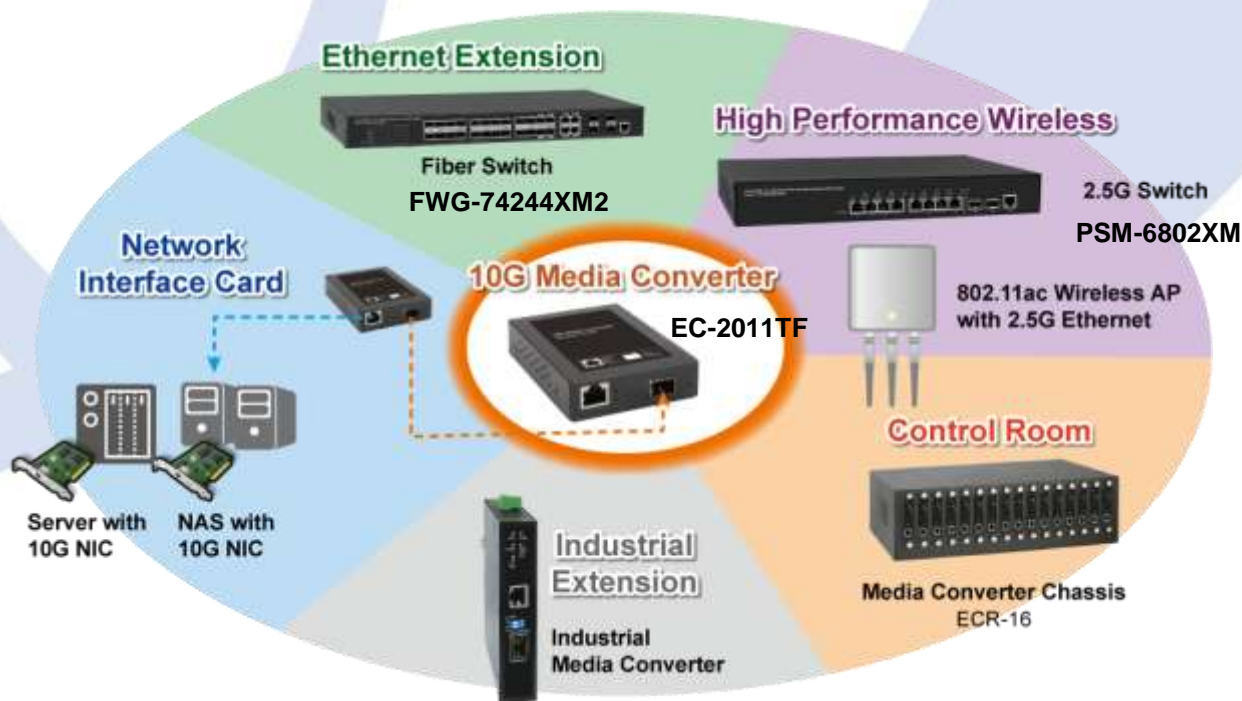 Ethernet Extension
Fiber Switch
FWG-74244XM2
High Performance Wireless
2.5G Switch
PSM-6802XM
802.11ac Wireless AP
with 2.5G Ethernet
Network
Interface Card
10G Media Converter
EC-2011TF
Server with
10G NIC
NAS with
10G NIC
Control Room
Media Converter Chassis
ECR-16
Industrial
Extension
Industrial
Media Converter